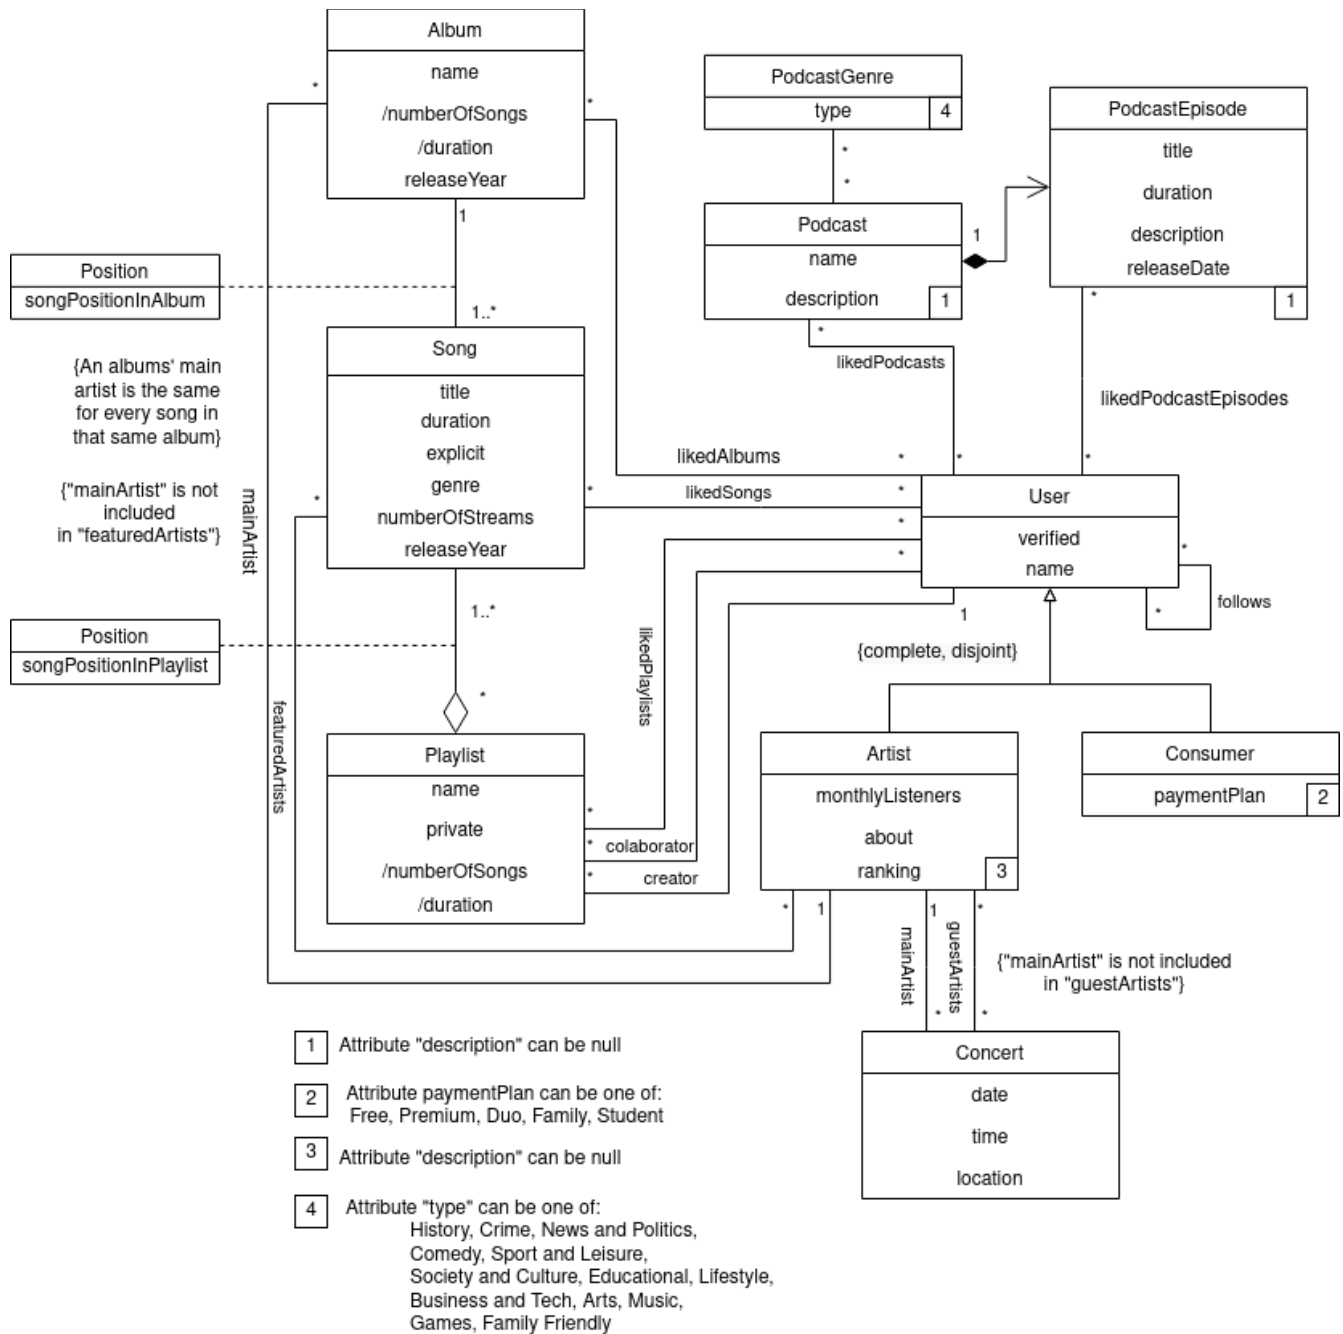 Album
name
/numberOfSongs
/duration
releaseYear
*
*
1
PodcastGenre
type
4
*
*
PodcastEpisode
title
duration
description
releaseDate
1
*
Podcast
name
description
1
1
*
likedPodcasts
likedPodcastEpisodes
Position
songPositionInAlbum
1..*
{An albums' main
artist is the same
for every song in
that same album}
{"mainArtist" is not
included
in "featuredArtists"}
mainArtist
Song
title
duration
explicit
genre
numberOfStreams
releaseYear
*
*
likedAlbums
*
*
*
likedSongs
*
*
*
User
verified
name
*
*
follows
1
{complete, disjoint}
1..*
Position
songPositionInPlaylist
*
likedPlaylists
featuredArtists
Playlist
name
private
/numberOfSongs
/duration
*
*
colaborator
*
creator
Artist
monthlyListeners
about
ranking
3
Consumer
paymentPlan
2
*
1
1
*
mainArtist
guestArtists
{"mainArtist" is not included
in "guestArtists"}
*
*
Concert
date
time
location
1
Attribute "description" can be null
2
Attribute paymentPlan can be one of:
Free, Premium, Duo, Family, Student
3
Attribute "description" can be null
4
Attribute "type" can be one of:
History, Crime, News and Politics,
Comedy, Sport and Leisure,
Society and Culture, Educational, Lifestyle,
Business and Tech, Arts, Music,
Games, Family Friendly